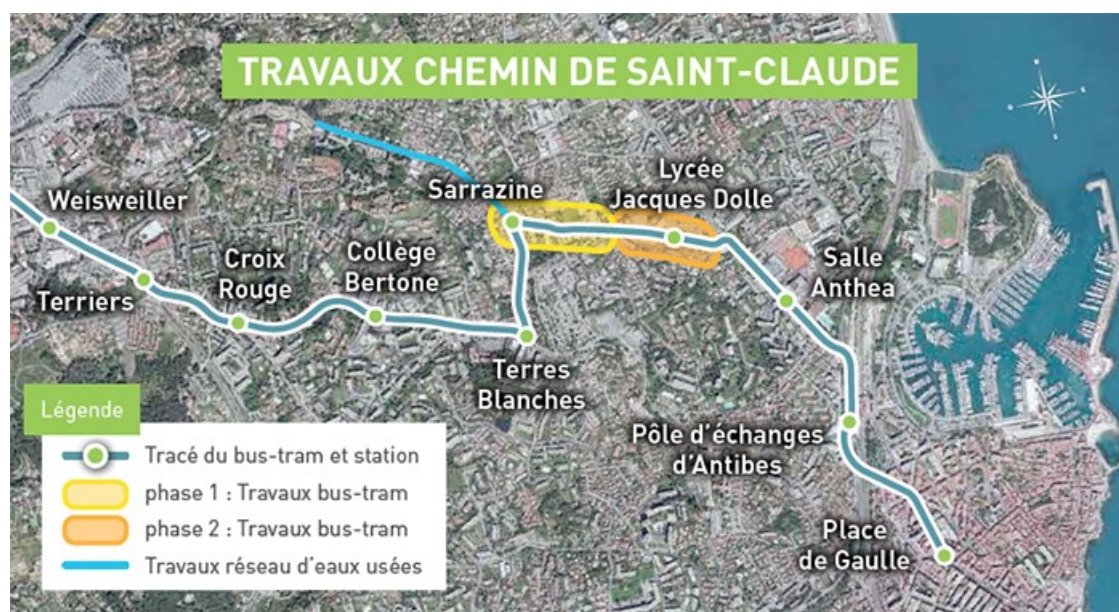 TRAVAUX CHEMIN DE SAINT-CLAUDE
Weisweiller
Terriers
Croix
Rouge
Collège
Bertone
Sarrazine
Terres
Blanches
Lycée
Jacques Dolle
Salle
Anthea
Pôle d'échanges
d'Antibes
Place
de Gaulle
Légende
Tracé du bus-tram et station
phase 1 : Travaux bus-tram
phase 2 : Travaux bus-tram
Travaux réseau d'eaux usées